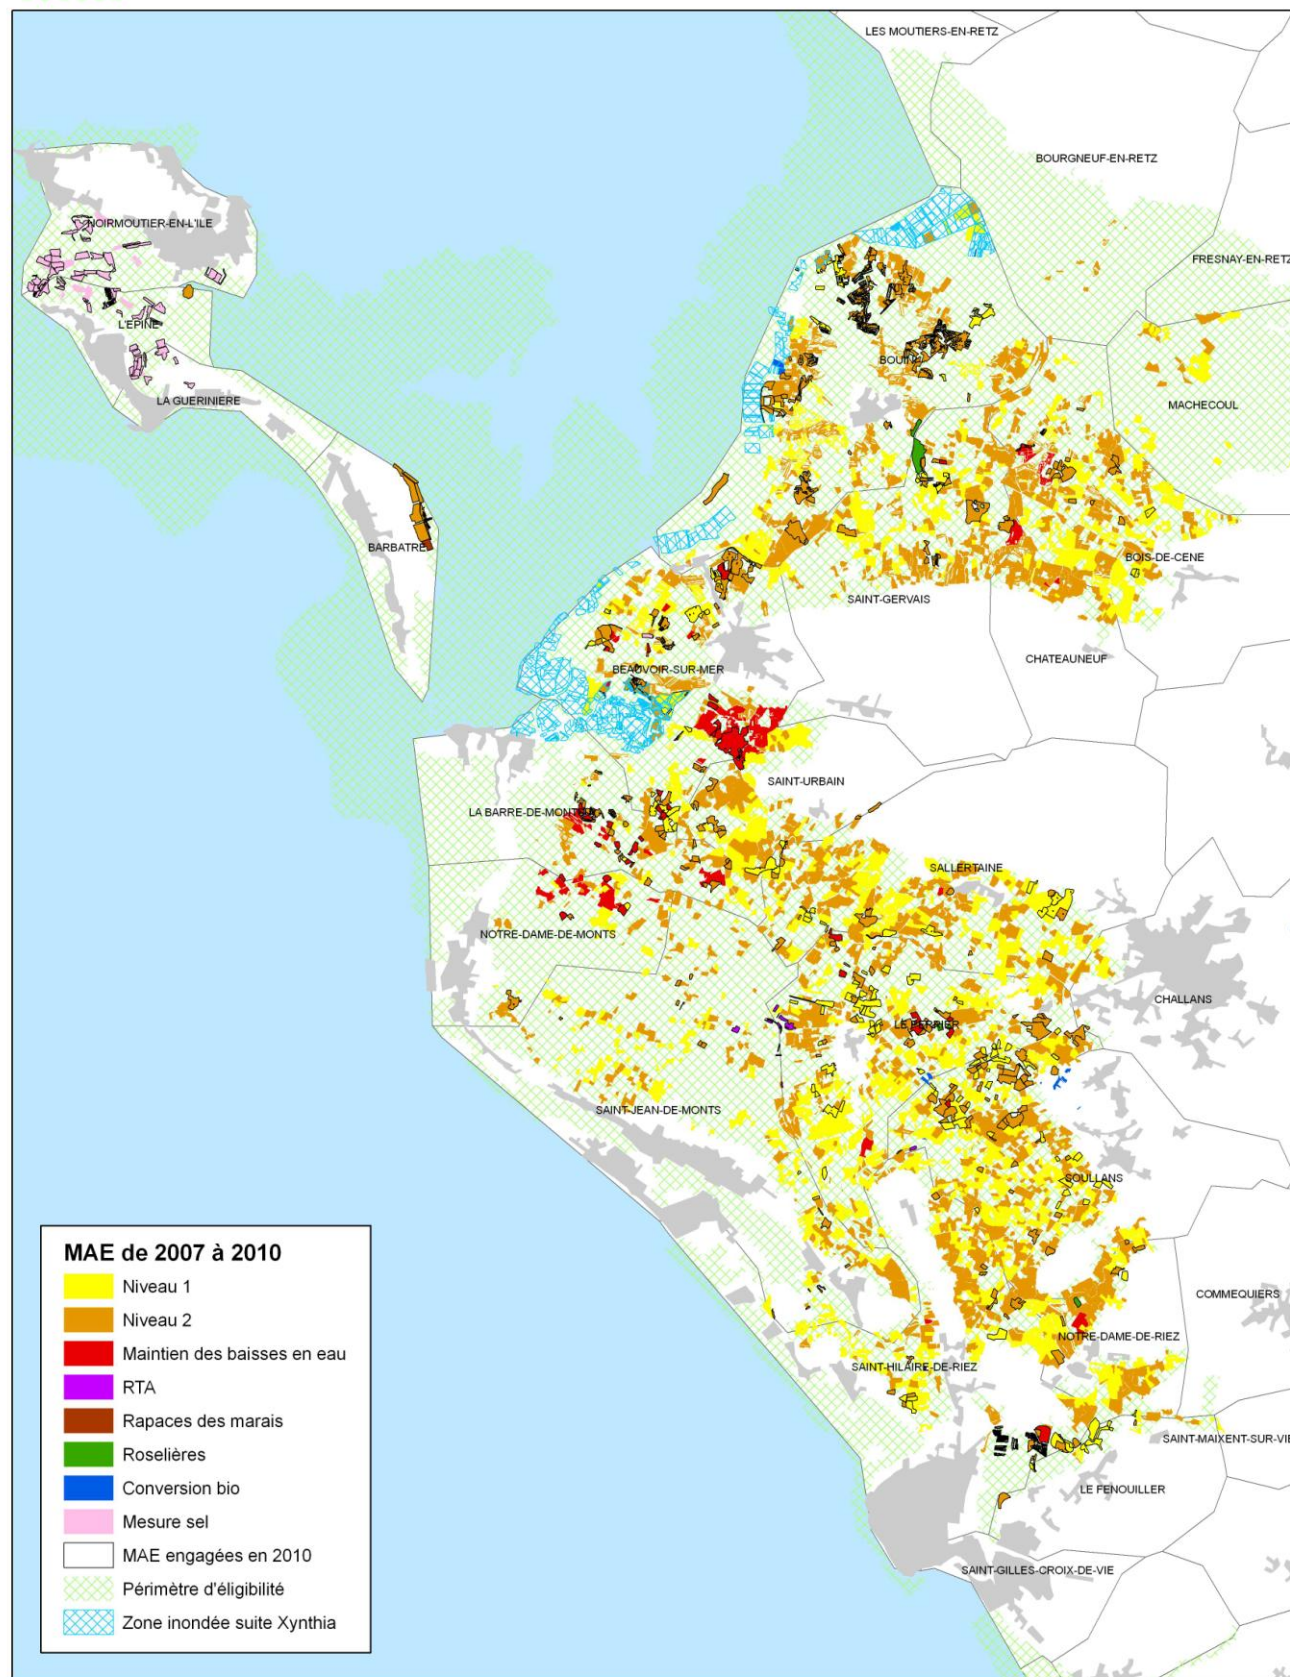 LES MOUTIERS-EN-RETZ
BOURGNEUF-EN-RETZ
NOIRMOUTIER-EN-L'ILE
FRESNAY-EN-RETZ
L'EPINE
BOUIN
LA GUERINIERE
MACHECOUL
BARBATRE
BOIS-DE-CENE
SAINT-GERVAIS
CHATEAUNEUF
BEAUVOIR-SUR-MER
SAINT-URBAIN
LA BARRE-DE-MONTS
SALLERTAINE
NOTRE-DAME-DE-MONTS
CHALLANS
LE PERRIER
SAINT-JEAN-DE-MONTS
SOULLANS
COMMEQUIERS
NOTRE-DAME-DE-RIEZ
SAINT-HILAIRE-DE-RIEZ
SAINT-MAIXENT-SUR-VIE
LE FENOUILLER
SAINT-GILLES-CROIX-DE-VIE
MAE de 2007 à 2010
Niveau 1
Niveau 2
Maintien des baisses en eau
RTA
Rapaces des marais
Roselières
Conversion bio
Mesure sel
MAE engagées en 2010
Périmètre d'éligibilité
Zone inondée suite Xynthia